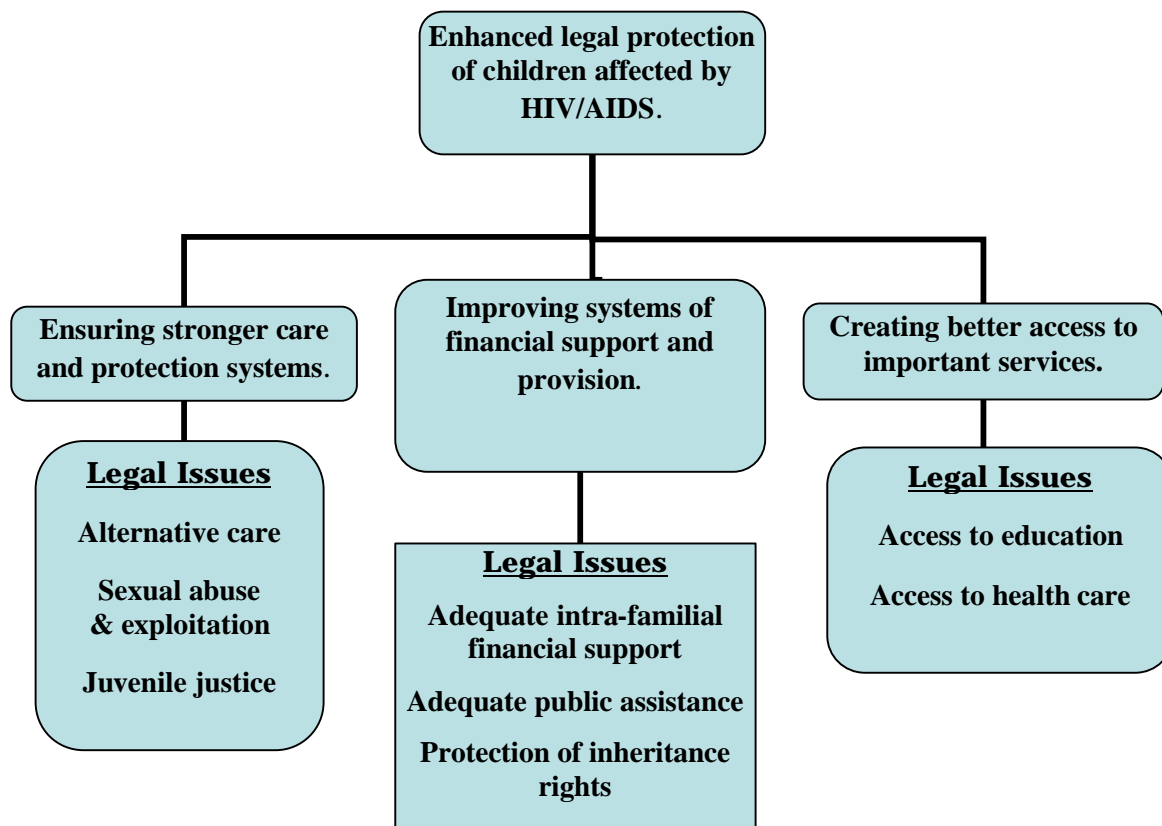 Enhanced legal protection
of children affected by
HIV/AIDS.
Ensuring stronger care
and protection systems.
Improving systems of
financial support and
provision.
Creating better access to
important services.
Legal Issues
Alternative care
Sexual abuse
& exploitation
Juvenile justice
Legal Issues
Adequate intra-familial
financial support
Adequate public assistance
Protection of inheritance
rights
Legal Issues
Access to education
Access to health care